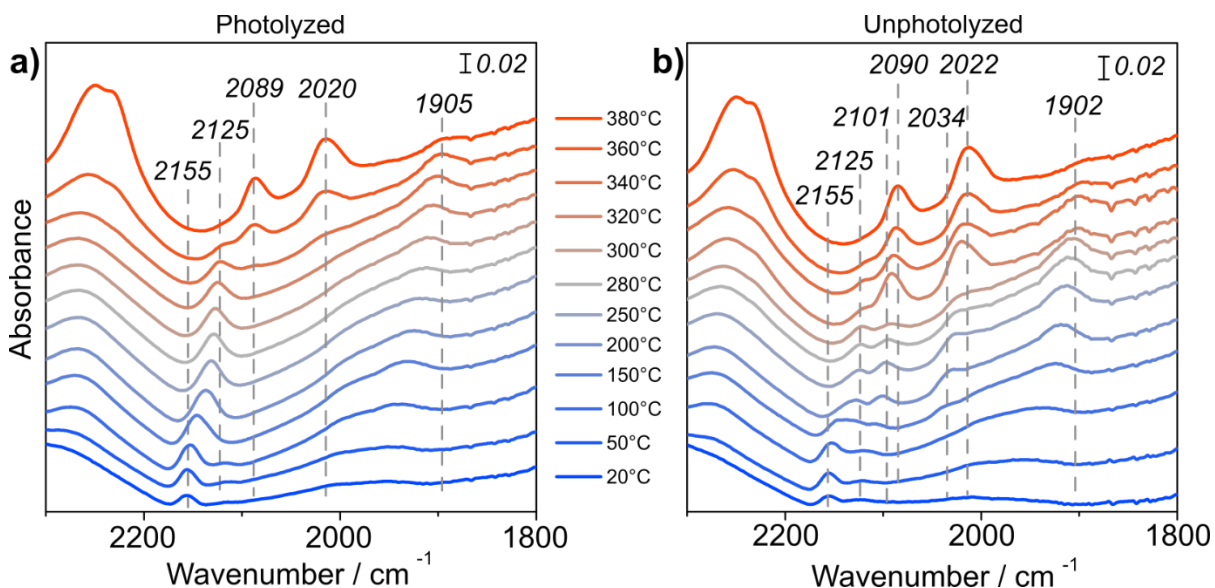 Photolyzed
a)
0.02
2089
2020
2125
1905
2155
Absorbance
2200
2000
1800
Wavenumber / cm -1
380°C
360°C
340°C
320°C
300°C
280°C
250°C
200°C
150°C
100°C
50°C
20°C
Unphotolyzed
b)
0.02
2090
2022
2101
2034
1902
2125
2155
2200
2000
1800
Wavenumber / cm -1